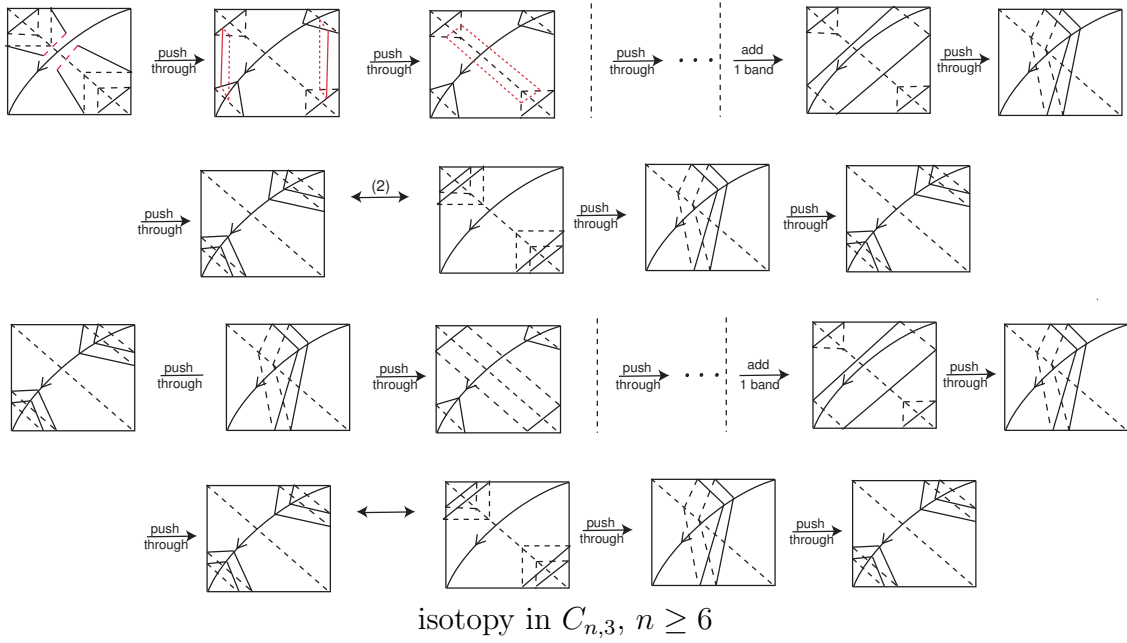 push through push through push through · · · add 1 band push through
push through (2) push through push through
push through push through push through · · · add 1 band push through
push through push through push through
isotopy in $C_{n,3}$, $n \geq 6$